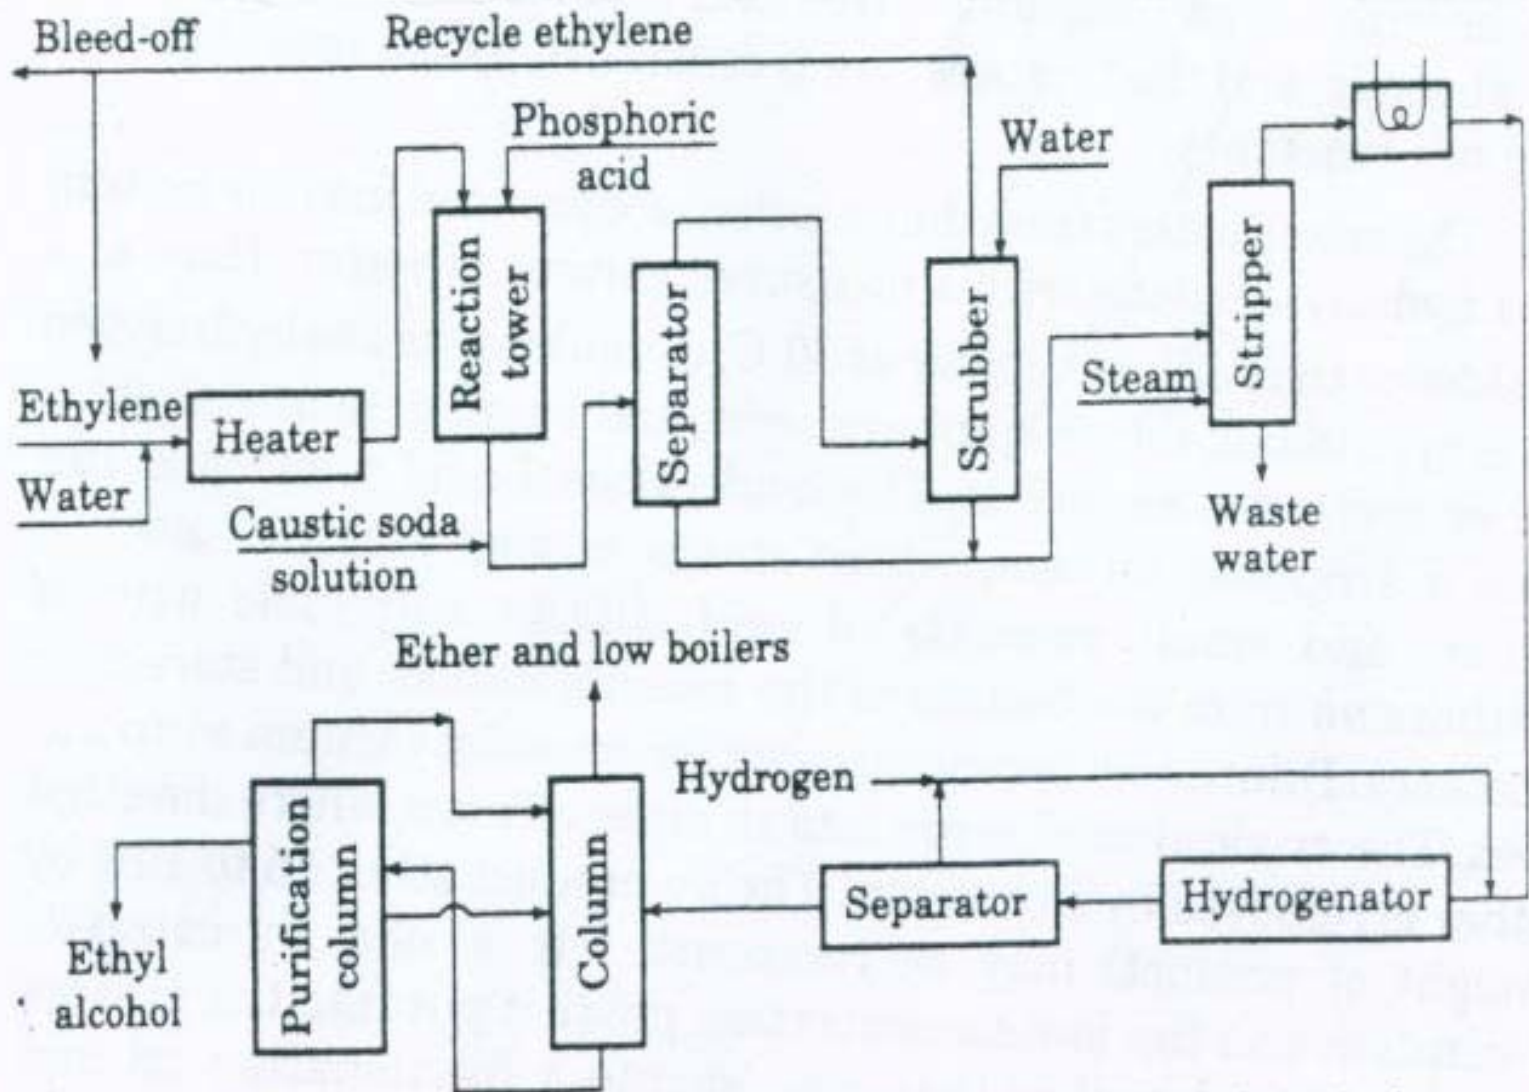 Bleed-off
Recycle ethylene
Phosphoric
acid
Water
Reaction
tower
Separator
Scrubber
Stripper
Steam
Ethylene
Heater
Water
Caustic soda
solution
Waste
water
Ether and low boilers
Hydrogen
Purification
column
Column
Separator
Hydrogenator
Ethyl
alcohol